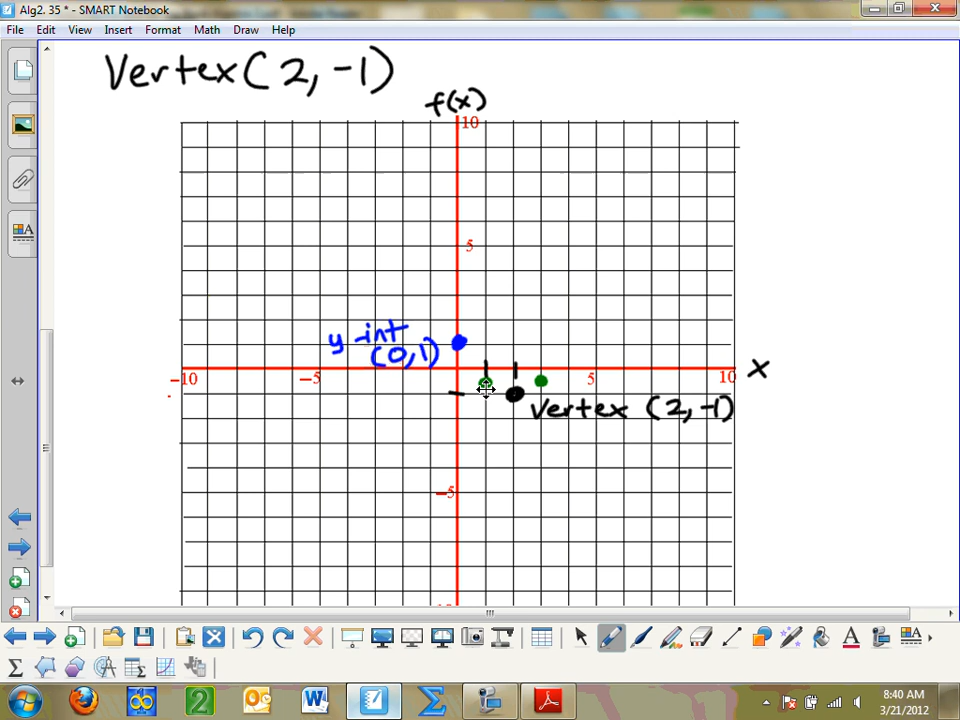 Alg2. 35 * - SMART Notebook
File Edit View Insert Format Math Draw Help
Vertex (2, -1)
f(x)
10
5
y-int
(0, 1)
-10 -5 5 10 x
Vertex (2, -1)
-5
8:40 AM
3/21/2012